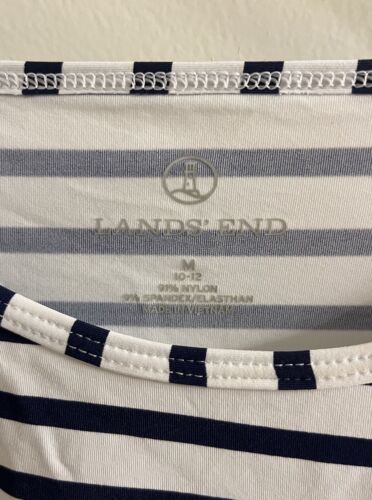 LANDS' END
M
10-12
91% NYLON
9% SPANDEX/ELASTHAN
MADE IN VIETNAM